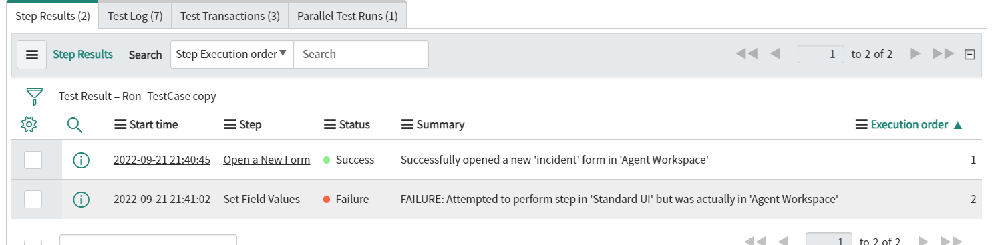 Step Results (2) Test Log (7) Test Transactions (3) Parallel Test Runs (1)
Step Results Search Step Execution order Search 1 to 2 of 2
Test Result = Ron_TestCase copy
Start time Step Status Summary Execution order
2022-09-21 21:40:45 Open a New Form Success Successfully opened a new 'incident' form in 'Agent Workspace' 1
2022-09-21 21:41:02 Set Field Values Failure FAILURE: Attempted to perform step in 'Standard UI' but was actually in 'Agent Workspace' 2
1 to 2 of 2